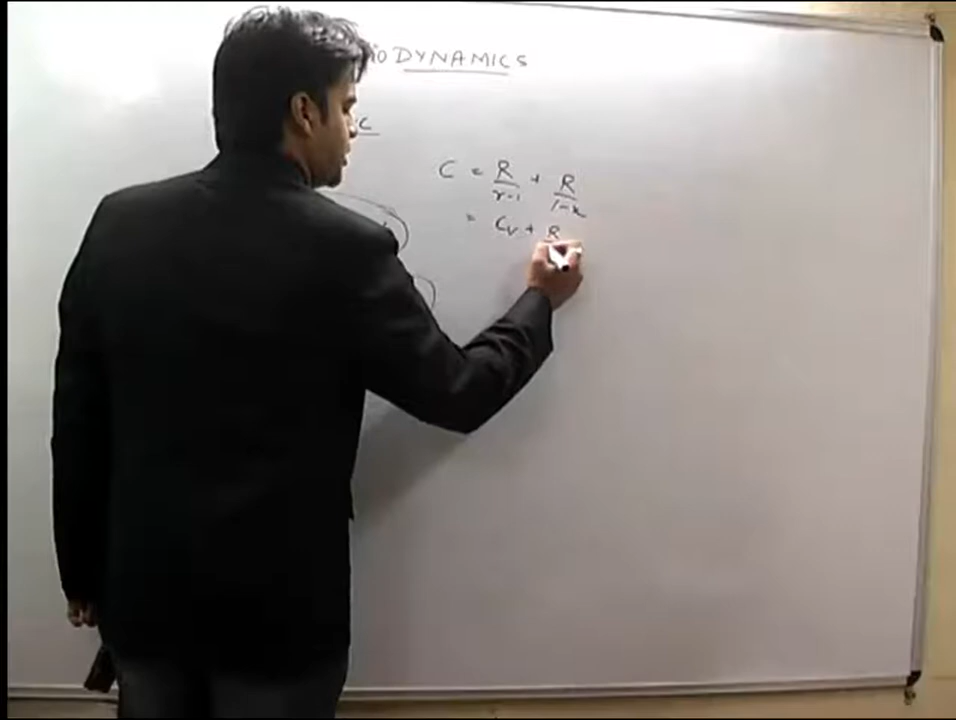 DYNAMICS
C = R/γ-1 + R/1-x
= Cv + R